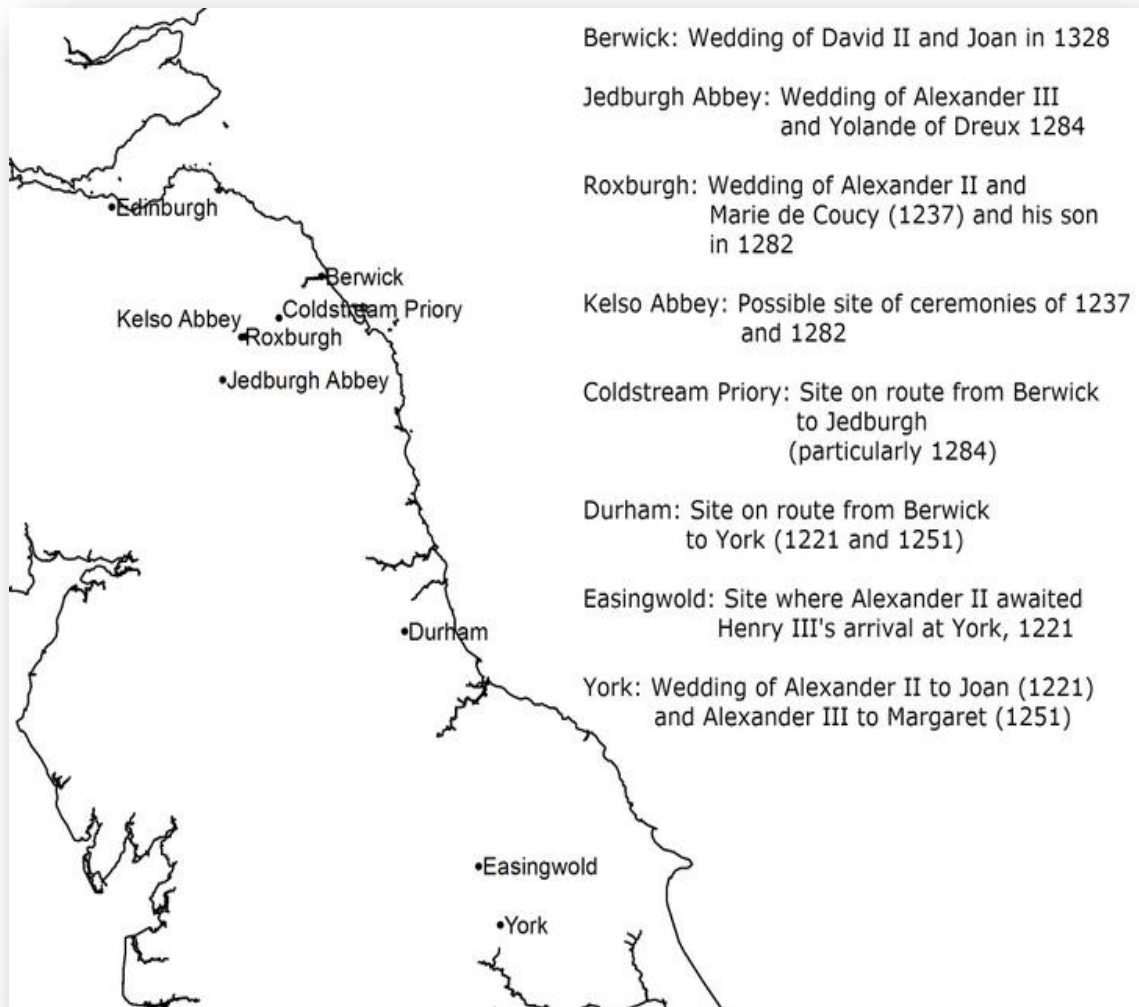 Berwick: Wedding of David II and Joan in 1328
Jedburgh Abbey: Wedding of Alexander III
and Yolande of Dreux 1284
Roxburgh: Wedding of Alexander II and
Marie de Coucy (1237) and his son
in 1282
Kelso Abbey: Possible site of ceremonies of 1237
and 1282
Coldstream Priory: Site on route from Berwick
to Jedburgh
(particularly 1284)
Durham: Site on route from Berwick
to York (1221 and 1251)
Easingwold: Site where Alexander II awaited
Henry III's arrival at York, 1221
York: Wedding of Alexander II to Joan (1221)
and Alexander III to Margaret (1251)
Edinburgh
Berwick
Coldstream Priory
Kelso Abbey
Roxburgh
Jedburgh Abbey
Durham
Easingwold
York